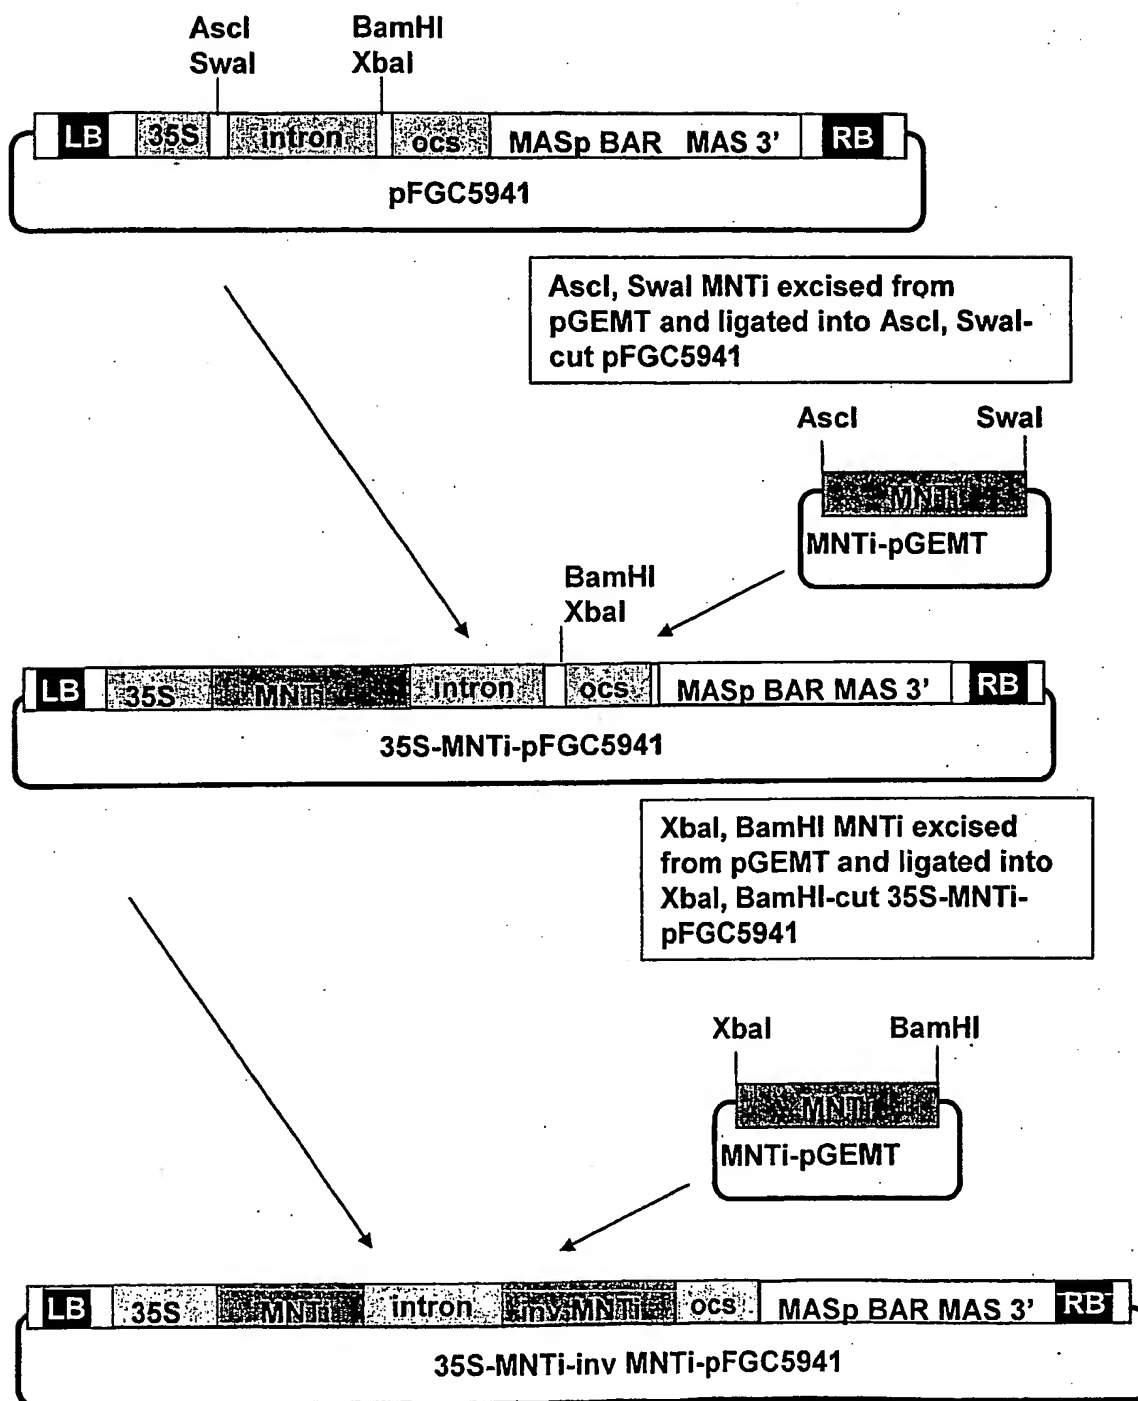 AscI BamHI
SwaI XbaI
LB 35S intron ocs MASp BAR MAS 3' RB
pFGC5941
AscI, SwaI MNTi excised from
pGEMT and ligated into AscI, SwaI-
cut pFGC5941
AscI SwaI
MNTi
MNTi-pGEMT
BamHI
XbaI
LB 35S MNTi intron ocs MASp BAR MAS 3' RB
35S-MNTi-pFGC5941
XbaI, BamHI MNTi excised
from pGEMT and ligated into
XbaI, BamHI-cut 35S-MNTi-
pFGC5941
XbaI BamHI
MNTi
MNTi-pGEMT
LB 35S MNTi intron inv MNTi ocs MASp BAR MAS 3' RB
35S-MNTi-inv MNTi-pFGC5941